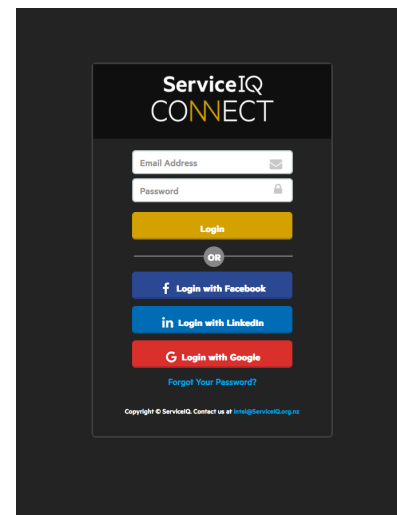 ServiceIQ
CONNECT
Email Address
Password
Login
OR
Login with Facebook
Login with LinkedIn
Login with Google
Forgot Your Password?
Copyright © ServiceIQ. Contact us at intel@ServiceIQ.org.nz